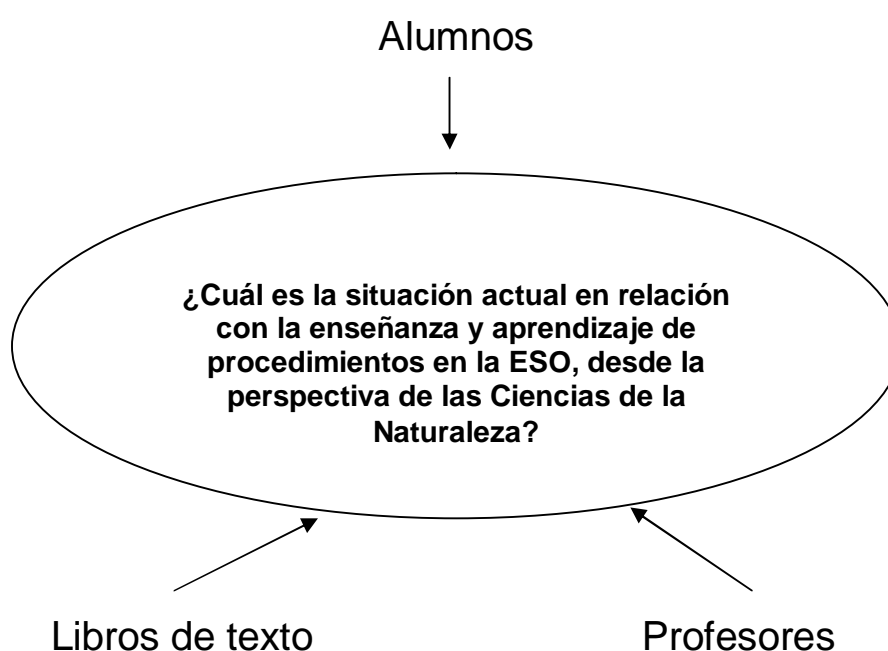 Alumnos
¿Cuál es la situación actual en relación
con la enseñanza y aprendizaje de
procedimientos en la ESO, desde la
perspectiva de las Ciencias de la
Naturaleza?
Libros de texto
Profesores